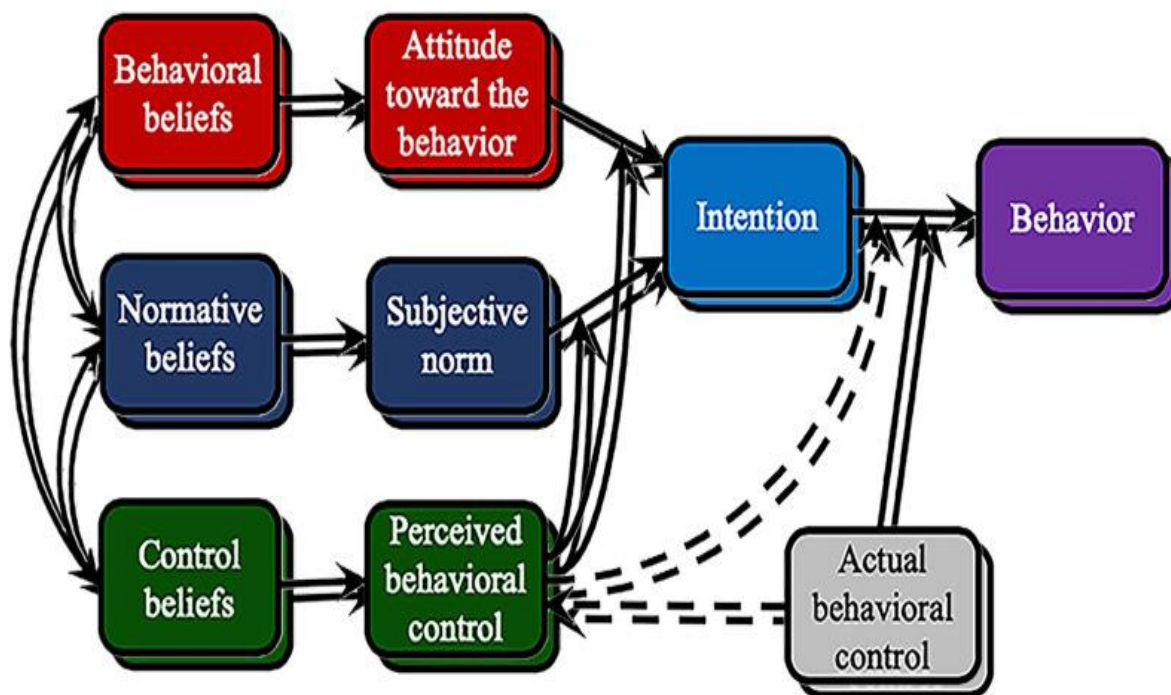 Behavioral
beliefs
Attitude
toward the
behavior
Intention
Behavior
Normative
beliefs
Subjective
norm
Control
beliefs
Perceived
behavioral
control
Actual
behavioral
control